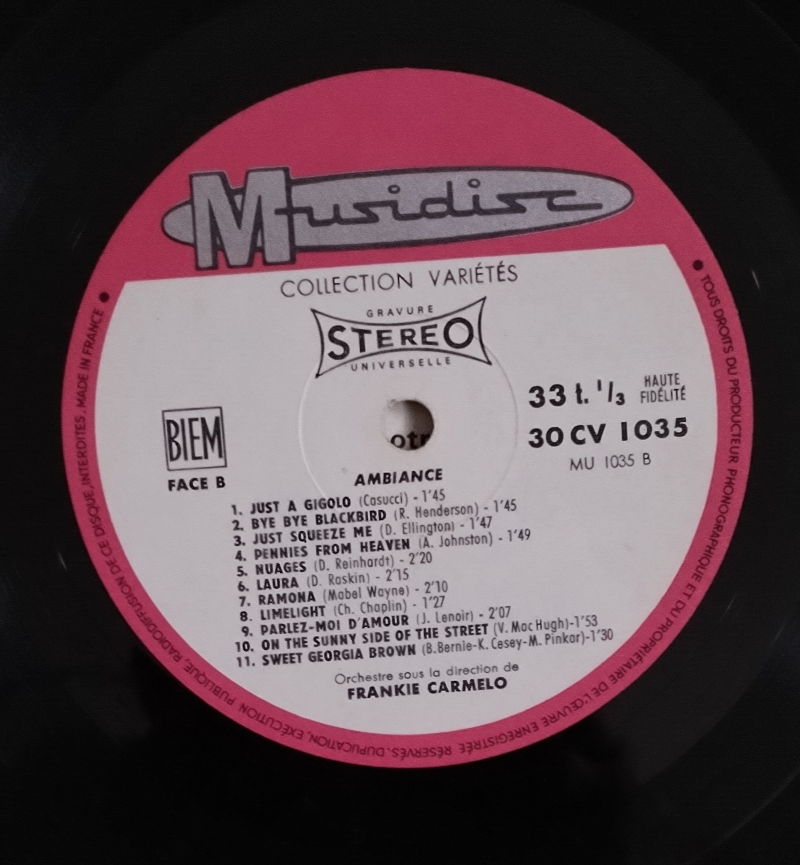 Musidisc
COLLECTION VARIÉTÉS
GRAVURE
STEREO
UNIVERSELLE
33 t. 1/3
HAUTE
FIDÉLITÉ
30 CV 1035
MU 1035 B
BIEM
FACE B
otr
AMBIANCE
1. JUST A GIGOLO (Casucci) - 1'45
2. BYE BYE BLACKBIRD (R. Henderson) - 1'45
3. JUST SQUEEZE ME (D. Ellington) - 1'47
4. PENNIES FROM HEAVEN (A. Johnston) - 1'49
5. NUAGES (D. Reinhardt) - 2'20
6. LAURA (D. Raskin) - 2'15
7. RAMONA (Mabel Wayne) - 2'10
8. LIMELIGHT (Ch. Chaplin) - 1'27
9. PARLEZ-MOI D'AMOUR (J. Lenoir) - 2'07
10. ON THE SUNNY SIDE OF THE STREET (V. Mac Hugh)-1'53
11. SWEET GEORGIA BROWN (B.Bernie-K.Cesey-M.Pinkar)-1'30
Orchestre sous la direction de
FRANKIE CARMELO
● TOUS DROITS DU PRODUCTEUR PHONOGRAPHIQUE ET DU PROPRIÉTAIRE DE L'ŒUVRE ENREGISTRÉE RÉSERVÉS. DUPLICATION, EXÉCUTION PUBLIQUE, RADIODIFFUSION DE CE DISQUE, INTERDITES. MADE IN FRANCE ●